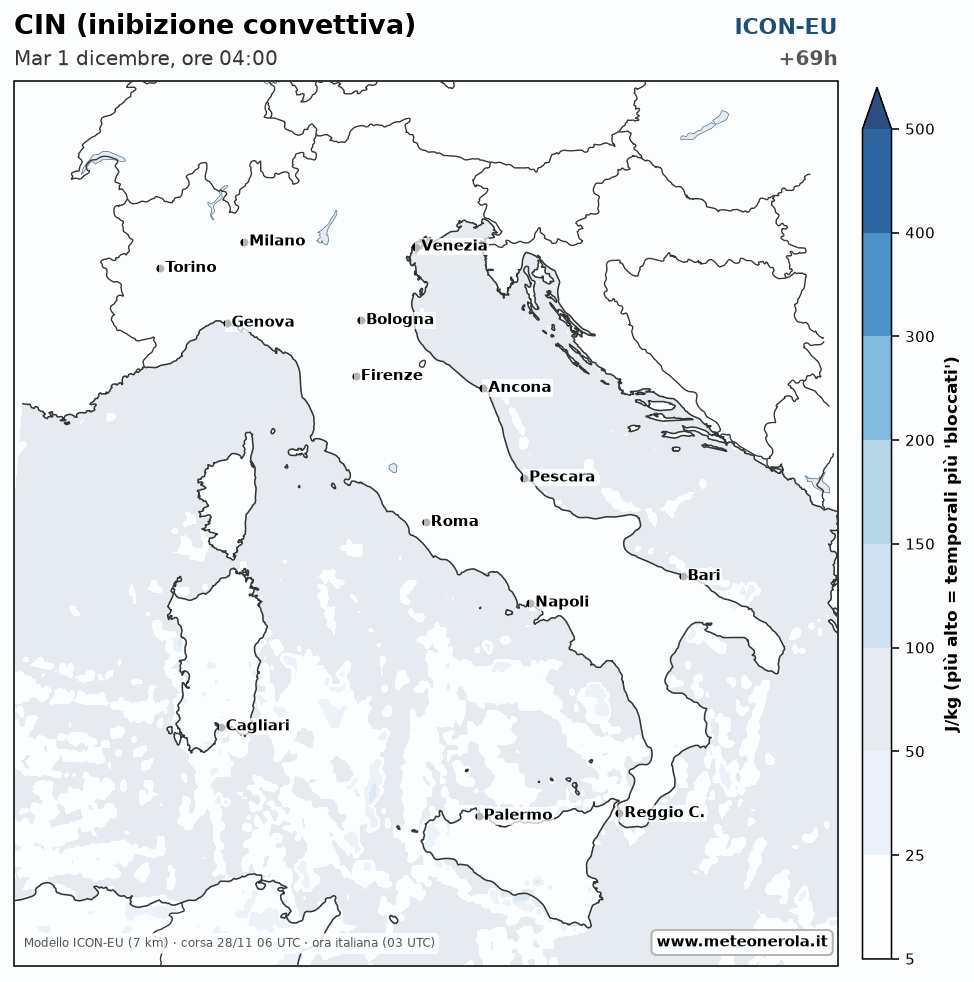 CIN (inibizione convettiva)
ICON-EU
Mar 1 dicembre, ore 04:00
+69h
Milano
Venezia
Torino
Genova
Bologna
Firenze
Ancona
Pescara
Roma
Bari
Napoli
Cagliari
Palermo
Reggio C.
500
400
300
200
150
100
50
25
5
J/kg (più alto = temporali più 'bloccati')
Modello ICON-EU (7 km) · corsa 28/11 06 UTC · ora italiana (03 UTC)
www.meteonerola.it